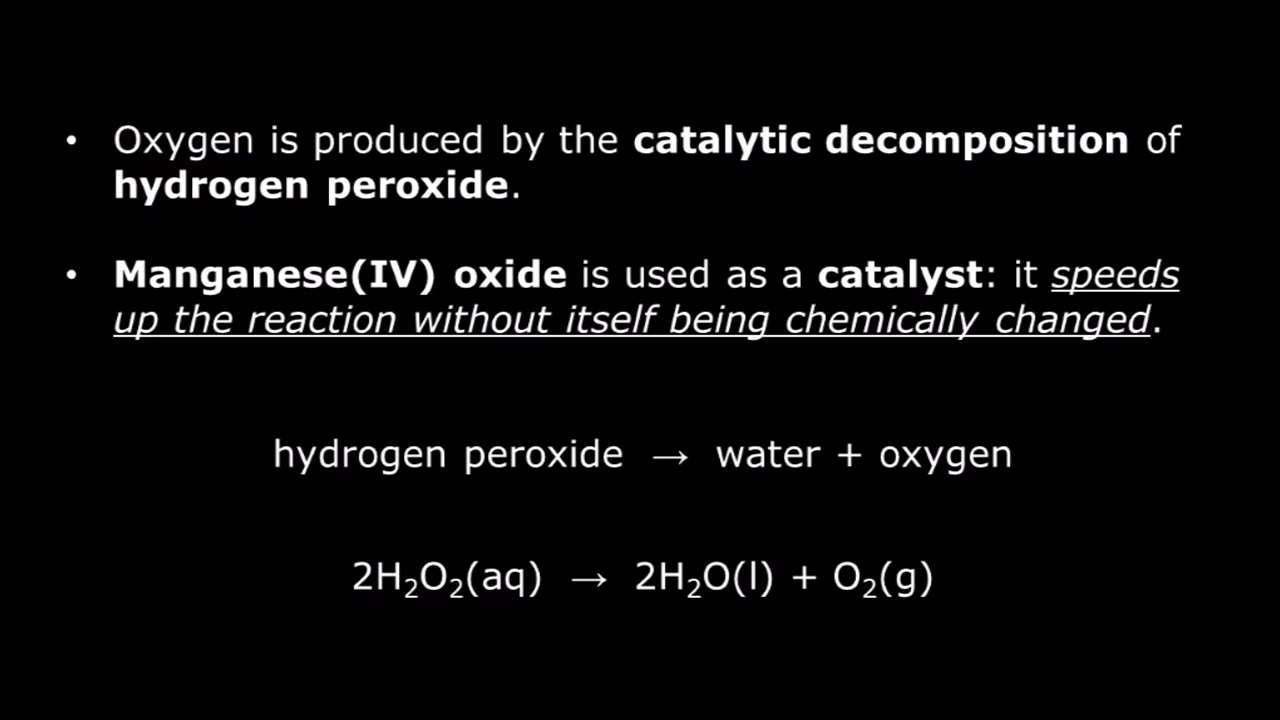 • Oxygen is produced by the catalytic decomposition of
hydrogen peroxide.
• Manganese(IV) oxide is used as a catalyst: it speeds
up the reaction without itself being chemically changed.
hydrogen peroxide → water + oxygen
2H₂O₂(aq) → 2H₂O(l) + O₂(g)